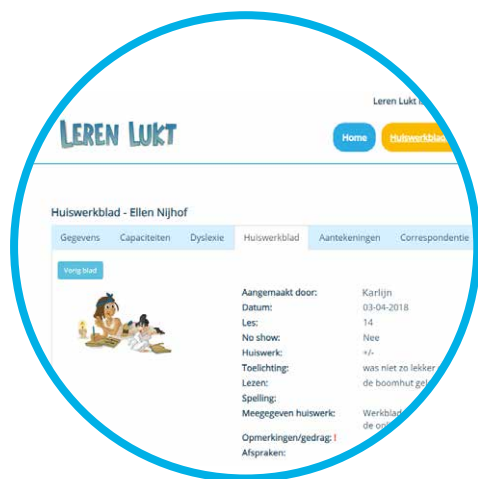 Leren Lukt
LEREN LUKT
Home
Huiswerkblad
Huiswerkblad - Ellen Nijhof
Gegevens Capaciteiten Dyslexie Huiswerkblad Aantekeningen Correspondentie
Vorig blad
Aangemaakt door: Karlijn
Datum: 03-04-2018
Les: 14
No show: Nee
Huiswerk: +/-
Toelichting: was niet zo lekker
Lezen: de boomhut
Spelling:
Meegegeven huiswerk:
de
Opmerkingen/gedrag: !
Afspraken: